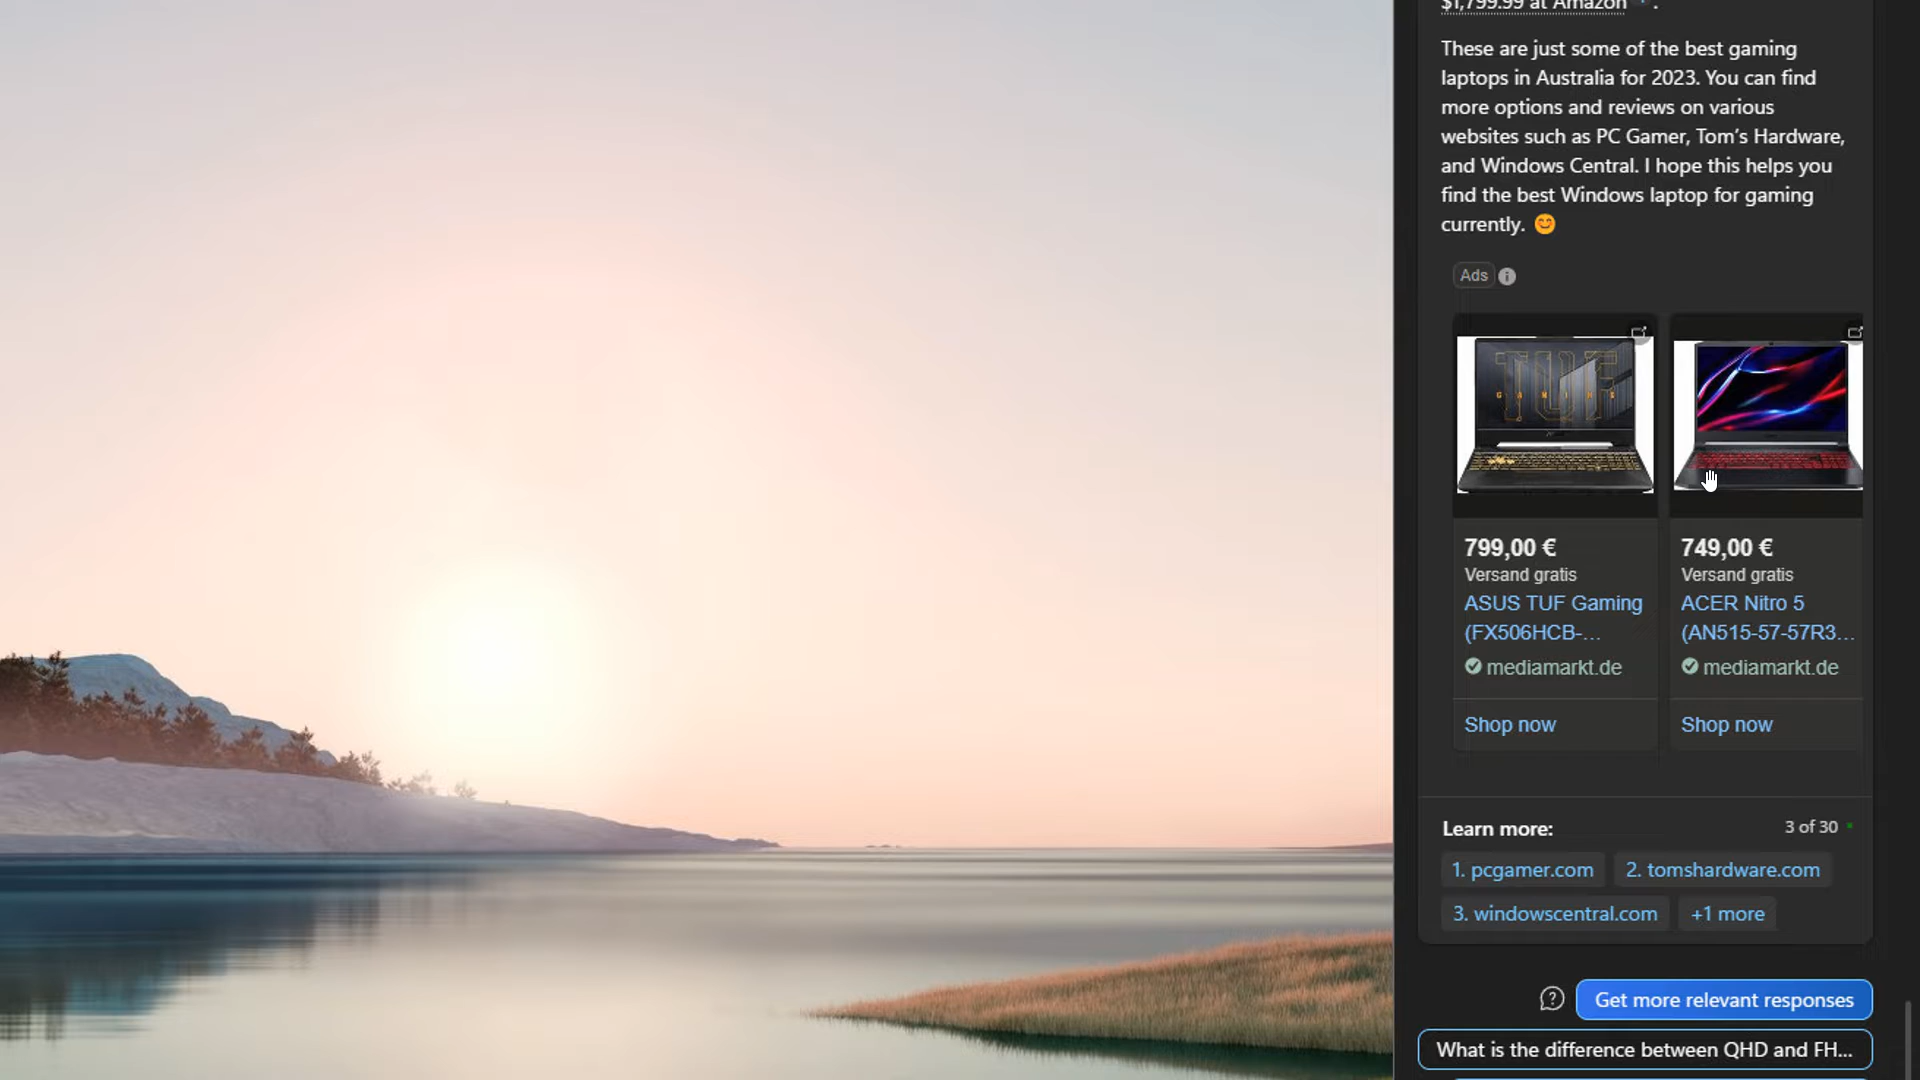 $1,799.99 at Amazon
These are just some of the best gaming
laptops in Australia for 2023. You can find
more options and reviews on various
websites such as PC Gamer, Tom's Hardware,
and Windows Central. I hope this helps you
find the best Windows laptop for gaming
currently. 😊
Ads
TUF
GAMING
799,00 €
Versand gratis
ASUS TUF Gaming
(FX506HCB-...
mediamarkt.de
Shop now
749,00 €
Versand gratis
ACER Nitro 5
(AN515-57-57R3...
mediamarkt.de
Shop now
Learn more:
3 of 30
1. pcgamer.com
2. tomshardware.com
3. windowscentral.com
+1 more
Get more relevant responses
What is the difference between QHD and FH...